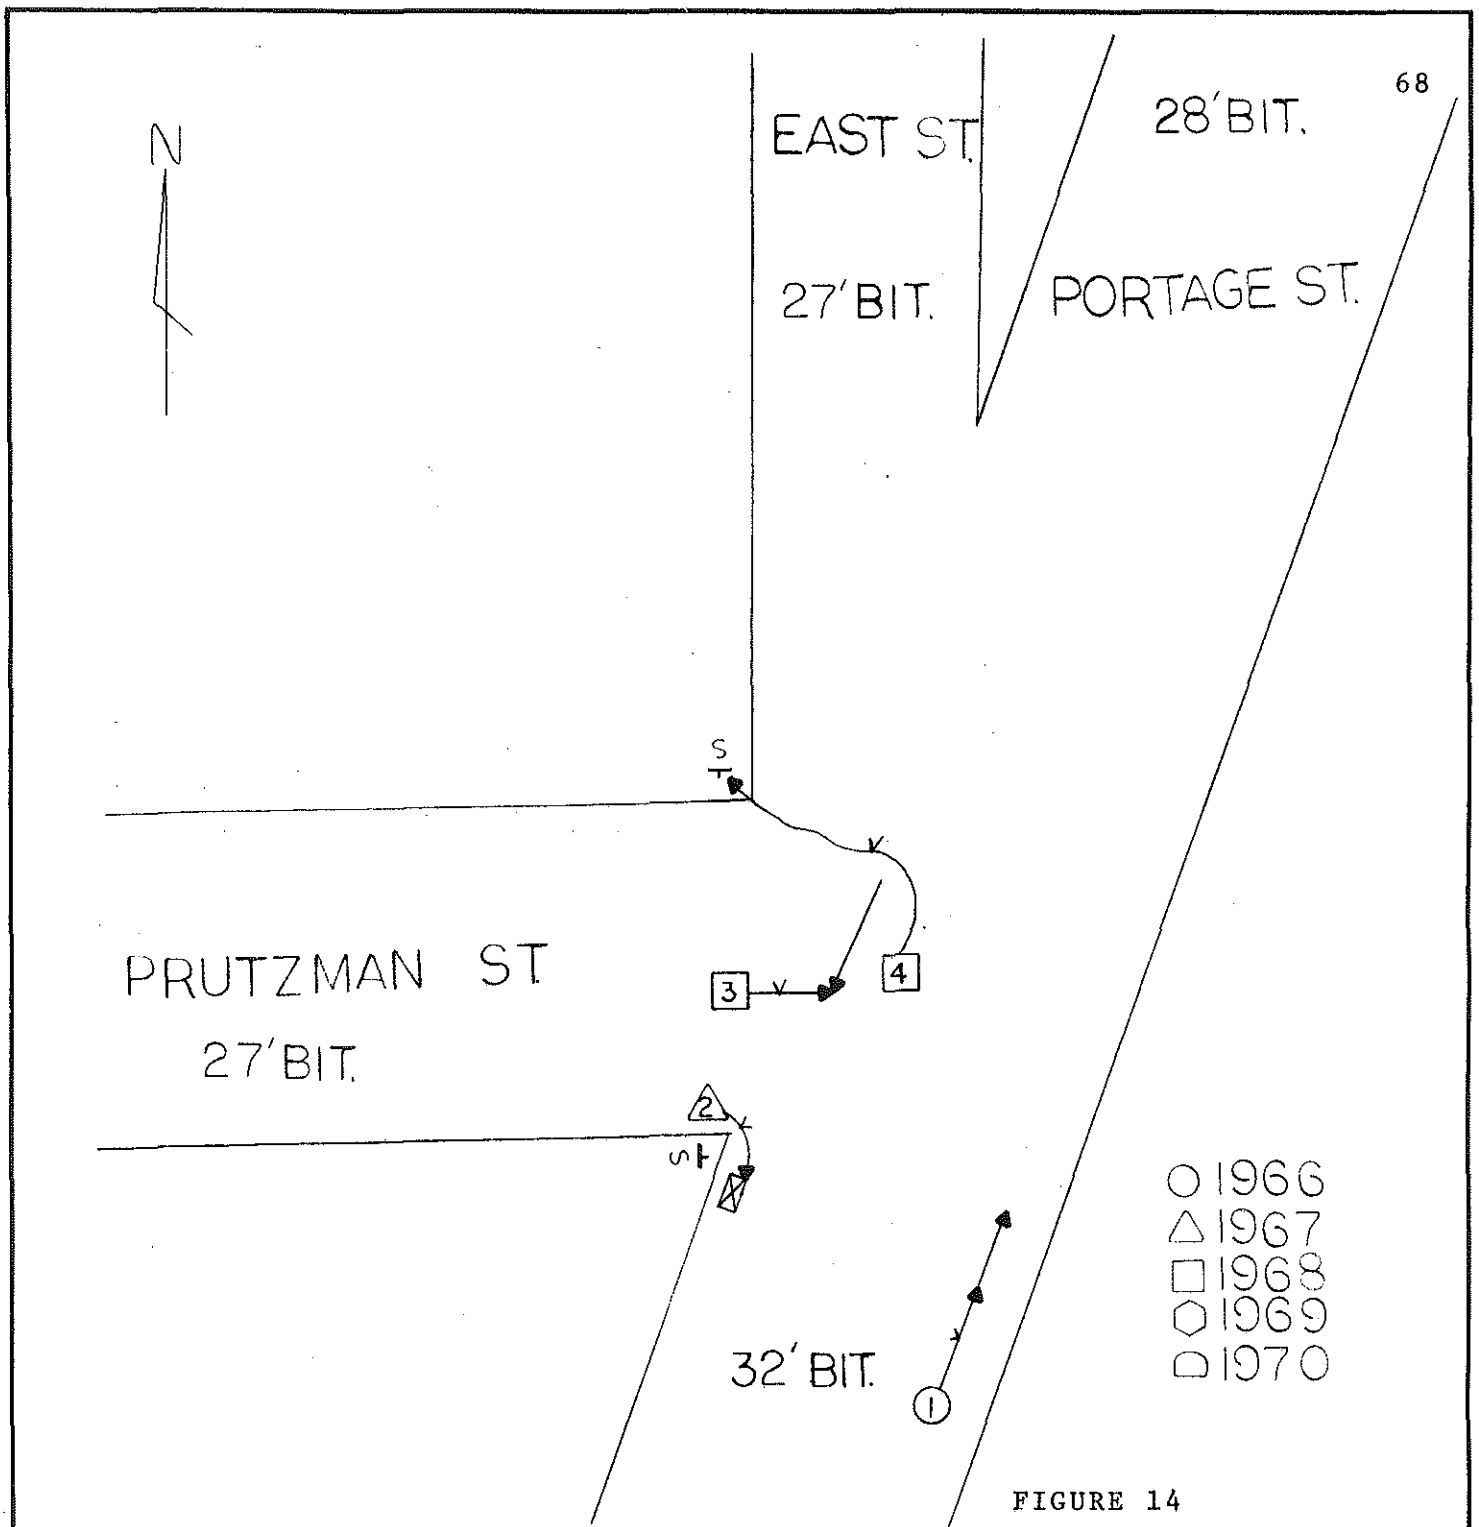 68
N
EAST ST.
28' BIT.
27' BIT.
PORTAGE ST.
S
PRUTZMAN ST.
27' BIT.
3
4
2
S
1966
1967
1968
1969
1970
32' BIT.
1
FIGURE 14